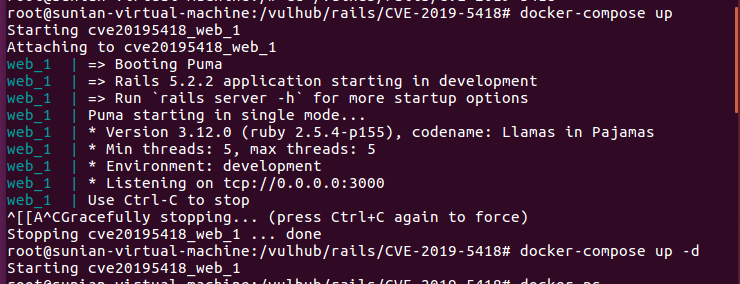 root@sunian-virtual-machine:/vulhub/rails/CVE-2019-5418# docker-compose up
Starting cve20195418_web_1
Attaching to cve20195418_web_1
web_1  | => Booting Puma
web_1  | => Rails 5.2.2 application starting in development
web_1  | => Run `rails server -h` for more startup options
web_1  | Puma starting in single mode...
web_1  | * Version 3.12.0 (ruby 2.5.4-p155), codename: Llamas in Pajamas
web_1  | * Min threads: 5, max threads: 5
web_1  | * Environment: development
web_1  | * Listening on tcp://0.0.0.0:3000
web_1  | Use Ctrl-C to stop
^[[A^CGracefully stopping... (press Ctrl+C again to force)
Stopping cve20195418_web_1 ... done
root@sunian-virtual-machine:/vulhub/rails/CVE-2019-5418# docker-compose up -d
Starting cve20195418_web_1
root@sunian-virtual-machine:/vulhub/rails/CVE-2019-5418# docker ps